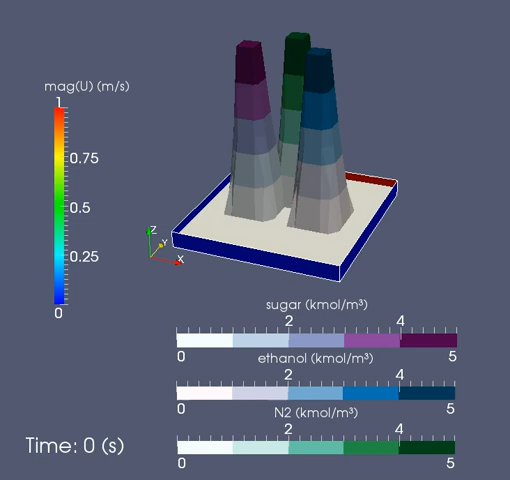 mag(U) (m/s)
1
0.75
0.5
0.25
0
Z
Y
X
sugar (kmol/m³)
2 4
0 5
ethanol (kmol/m³)
2 4
0 5
N2 (kmol/m³)
2 4
0 5
Time: 0 (s)